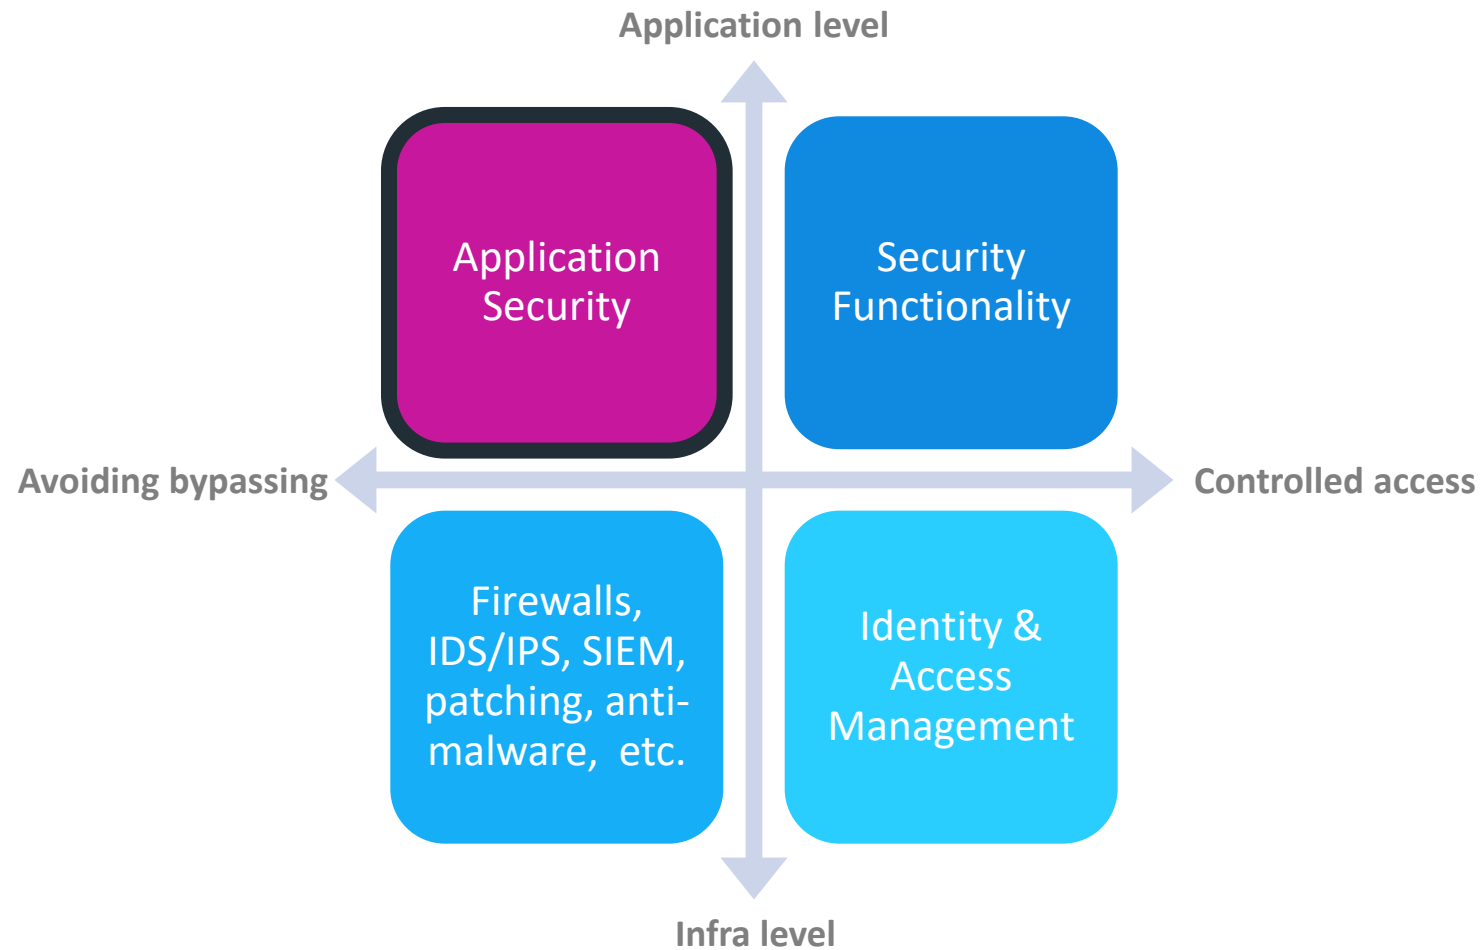 Application level
Application
Security
Security
Functionality
Avoiding bypassing
Controlled access
Firewalls,
IDS/IPS, SIEM,
patching, anti-
malware,  etc.
Identity &
Access
Management
Infra level